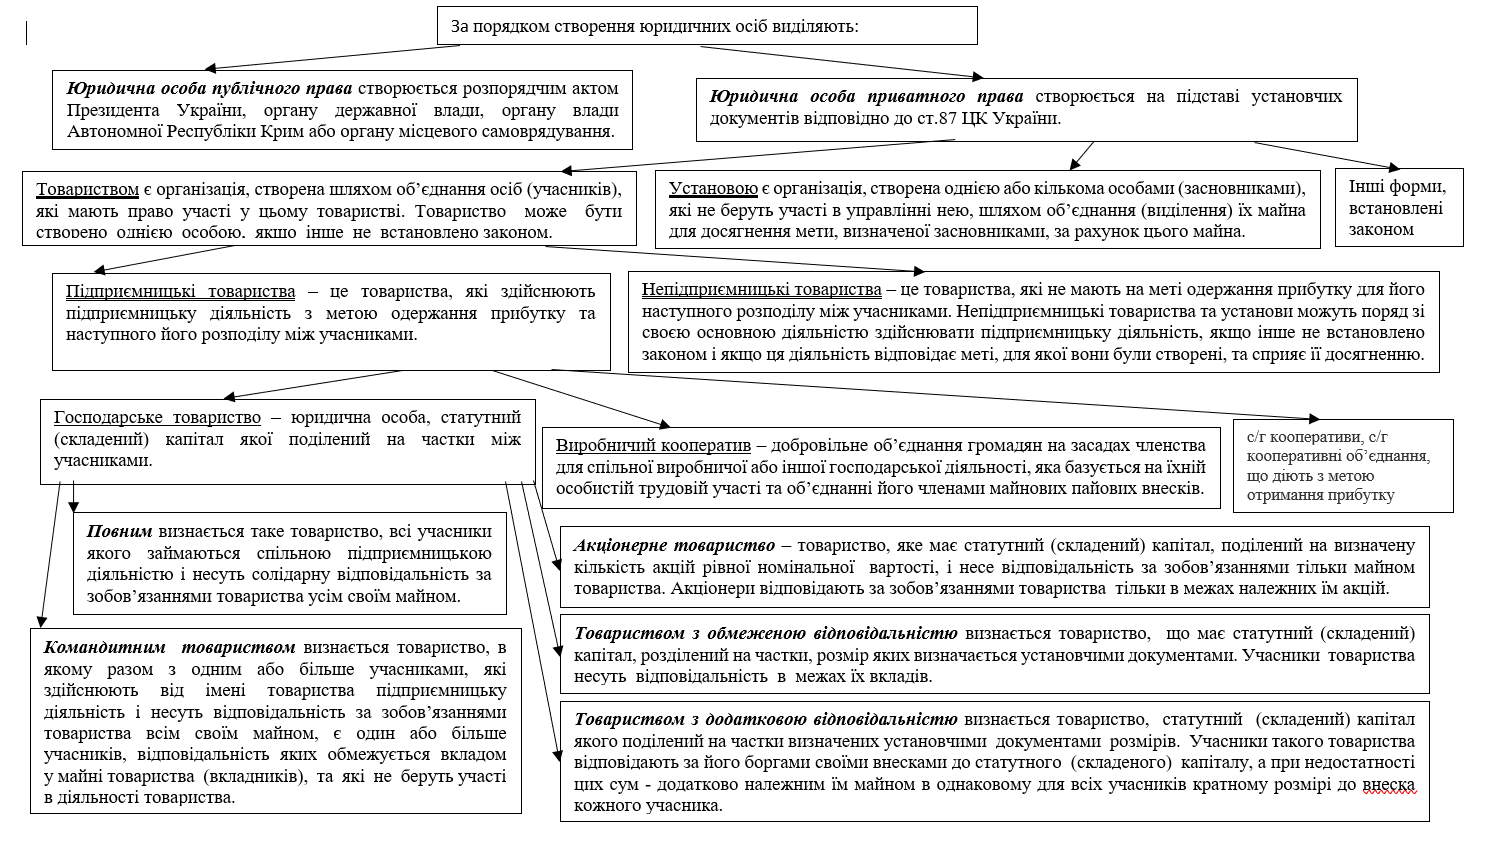 За порядком створення юридичних осіб виділяють:
Юридична особа публічного права створюється розпорядчим актом
Президента України, органу державної влади, органу влади
Автономної Республіки Крим або органу місцевого самоврядування.
Юридична особа приватного права створюється на підставі установчих
документів відповідно до ст.87 ЦК України.
Товариством є організація, створена шляхом об’єднання осіб (учасників),
які мають право участі у цьому товаристві. Товариство може бути
створено однією особою, якщо інше не встановлено законом.
Установою є організація, створена однією або кількома особами (засновниками),
які не беруть участі в управлінні нею, шляхом об’єднання (виділення) їх майна
для досягнення мети, визначеної засновниками, за рахунок цього майна.
Інші форми,
встановлені
законом
Підприємницькі товариства – це товариства, які здійснюють
підприємницьку діяльність з метою одержання прибутку та
наступного його розподілу між учасниками.
Непідприємницькі товариства – це товариства, які не мають на меті одержання прибутку для його
наступного розподілу між учасниками. Непідприємницькі товариства та установи можуть поряд зі
своєю основною діяльністю здійснювати підприємницьку діяльність, якщо інше не встановлено
законом і якщо ця діяльність відповідає меті, для якої вони були створені, та сприяє її досягненню.
Господарське товариство – юридична особа, статутний
(складений) капітал якої поділений на частки між
учасниками.
Виробничий кооператив – добровільне об’єднання громадян на засадах членства
для спільної виробничої або іншої господарської діяльності, яка базується на їхній
особистій трудовій участі та об’єднанні його членами майнових пайових внесків.
с/г кооперативи, с/г
кооперативні об’єднання,
що діють з метою
отримання прибутку
Повним визнається таке товариство, всі учасники
якого займаються спільною підприємницькою
діяльністю і несуть солідарну відповідальність за
зобов’язаннями товариства усім своїм майном.
Акціонерне товариство – товариство, яке має статутний (складений) капітал, поділений на визначену
кількість акцій рівної номінальної вартості, і несе відповідальність за зобов’язаннями тільки майном
товариства. Акціонери відповідають за зобов’язаннями товариства тільки в межах належних їм акцій.
Товариством з обмеженою відповідальністю визнається товариство, що має статутний (складений)
капітал, розділений на частки, розмір яких визначається установчими документами. Учасники товариства
несуть відповідальність в межах їх вкладів.
Командитним товариством визнається товариство, в
якому разом з одним або більше учасниками, які
здійснюють від імені товариства підприємницьку
діяльність і несуть відповідальність за зобов’язаннями
товариства всім своїм майном, є один або більше
учасників, відповідальність яких обмежується вкладом
у майні товариства (вкладників), та які не беруть участі
в діяльності товариства.
Товариством з додатковою відповідальністю визнається товариство, статутний (складений) капітал
якого поділений на частки визначених установчими документами розмірів. Учасники такого товариства
відповідають за його боргами своїми внесками до статутного (складеного) капіталу, а при недостатності
цих сум - додатково належним їм майном в однаковому для всіх учасників кратному розмірі до внеска
кожного учасника.